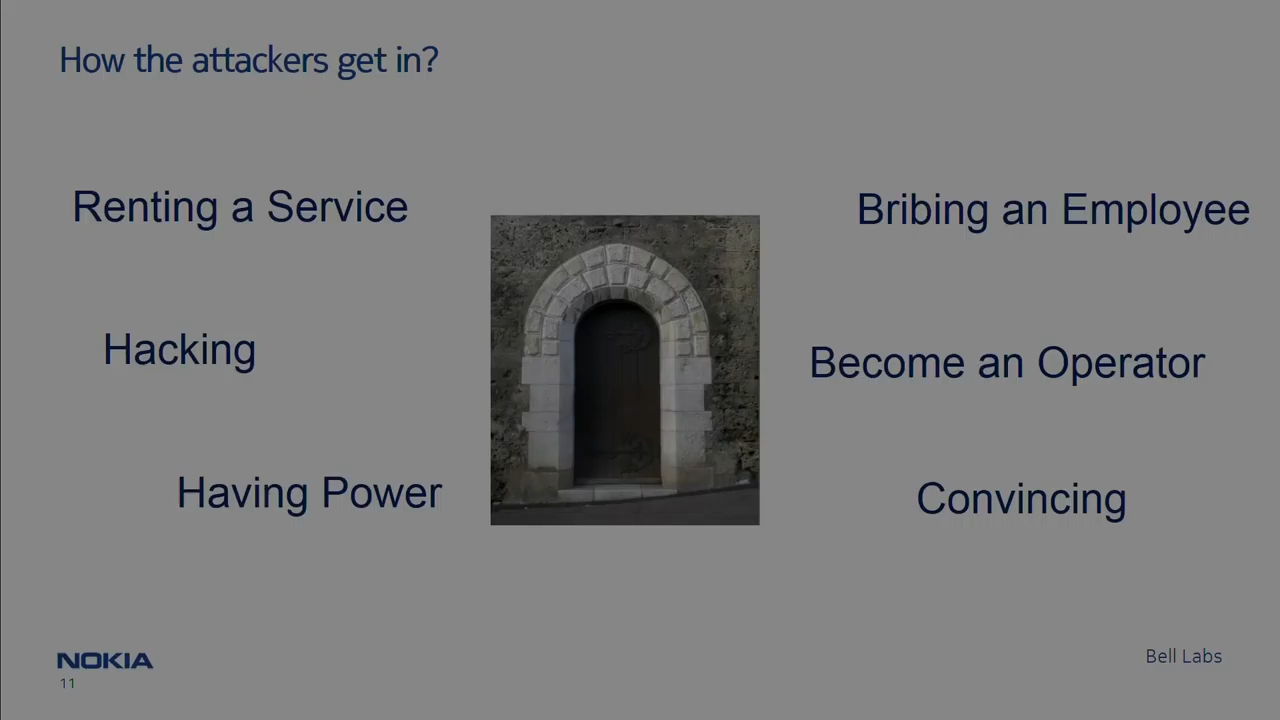 How the attackers get in?
Renting a Service
Bribing an Employee
Hacking
Become an Operator
Having Power
Convincing
NOKIA
Bell Labs
11